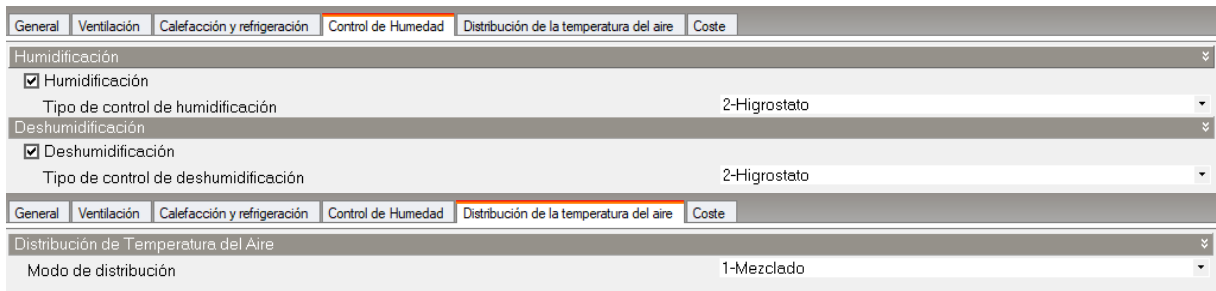 General Ventilación Calefacción y refrigeración Control de Humedad Distribución de la temperatura del aire Coste
Humidificación
Humidificación
Tipo de control de humidificación 2-Higrostato
Deshumidificación
Deshumidificación
Tipo de control de deshumidificación 2-Higrostato
General Ventilación Calefacción y refrigeración Control de Humedad Distribución de la temperatura del aire Coste
Distribución de Temperatura del Aire
Modo de distribución 1-Mezclado